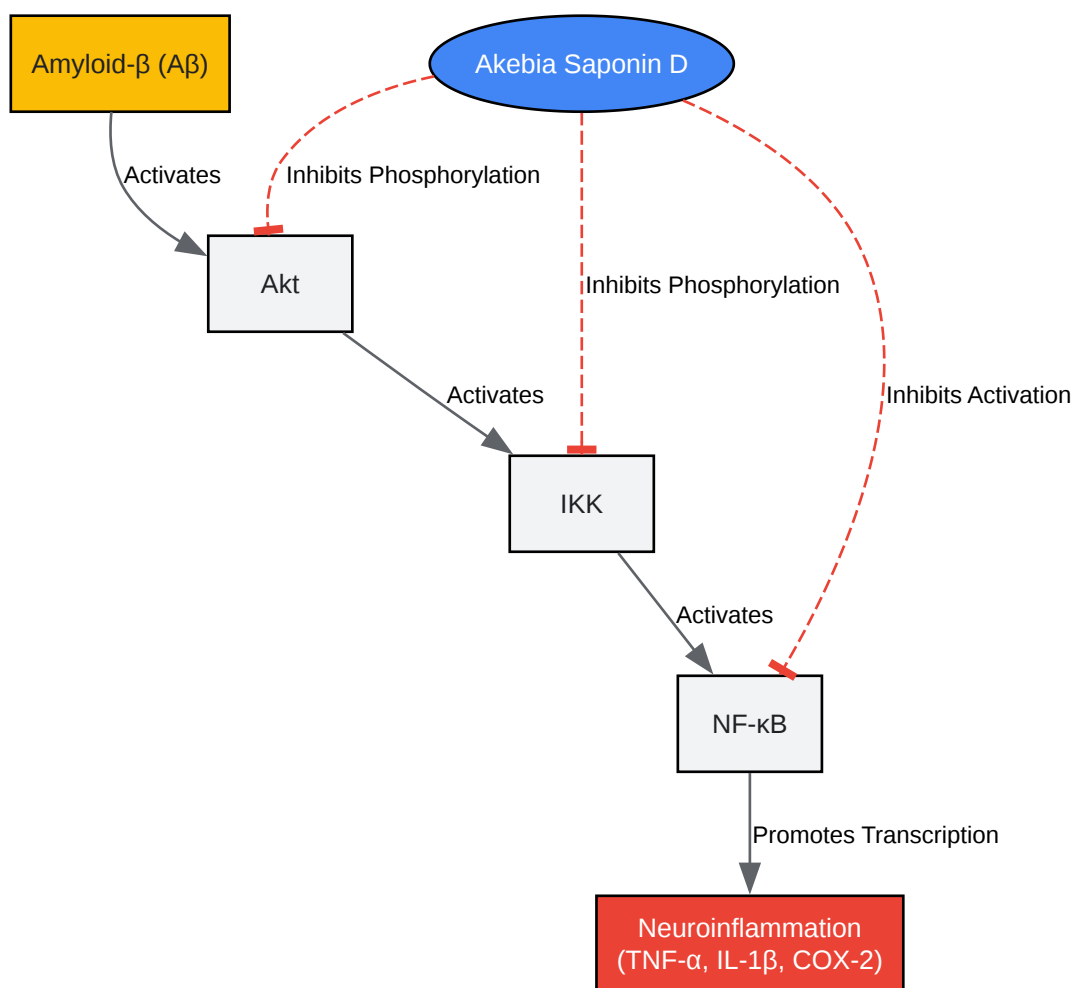 Amyloid-β (Aβ)
Akebia Saponin D
Activates
Inhibits Phosphorylation
Akt
Inhibits Phosphorylation
Activates
Inhibits Activation
IKK
Activates
NF-κB
Promotes Transcription
Neuroinflammation
(TNF-α, IL-1β, COX-2)